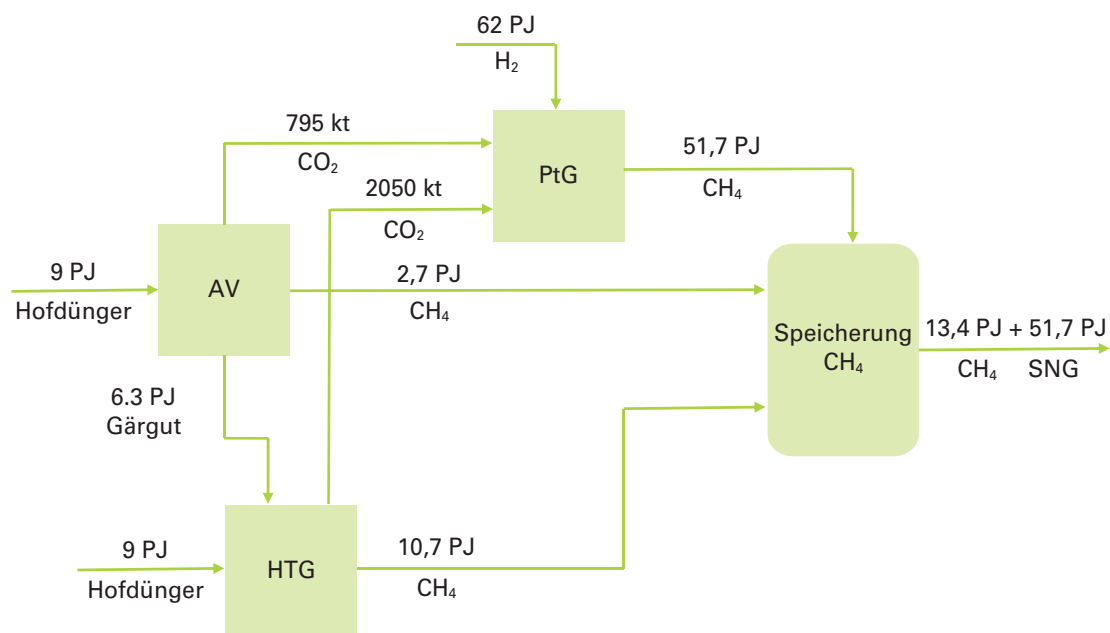 62 PJ
H₂
795 kt
CO₂
PtG
51,7 PJ
CH₄
2050 kt
CO₂
9 PJ
Hofdünger
AV
2,7 PJ
CH₄
Speicherung
CH₄
13,4 PJ + 51,7 PJ
CH₄ SNG
6.3 PJ
Gärgut
9 PJ
Hofdünger
HTG
10,7 PJ
CH₄